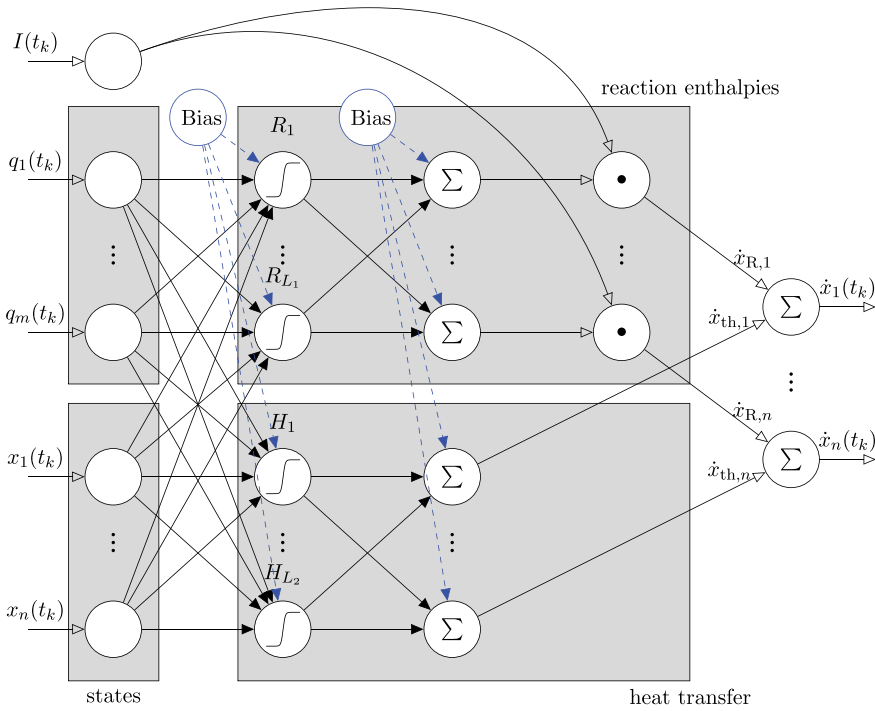 I(t_k)
reaction enthalpies
Bias
Bias
R_1
q_1(t_k)
Σ
R_{L_1}
ẋ_{R,1}
ẋ_1(t_k)
q_m(t_k)
Σ
Σ
ẋ_{th,1}
H_1
ẋ_{R,n}
ẋ_n(t_k)
x_1(t_k)
Σ
Σ
ẋ_{th,n}
H_{L_2}
x_n(t_k)
Σ
states
heat transfer